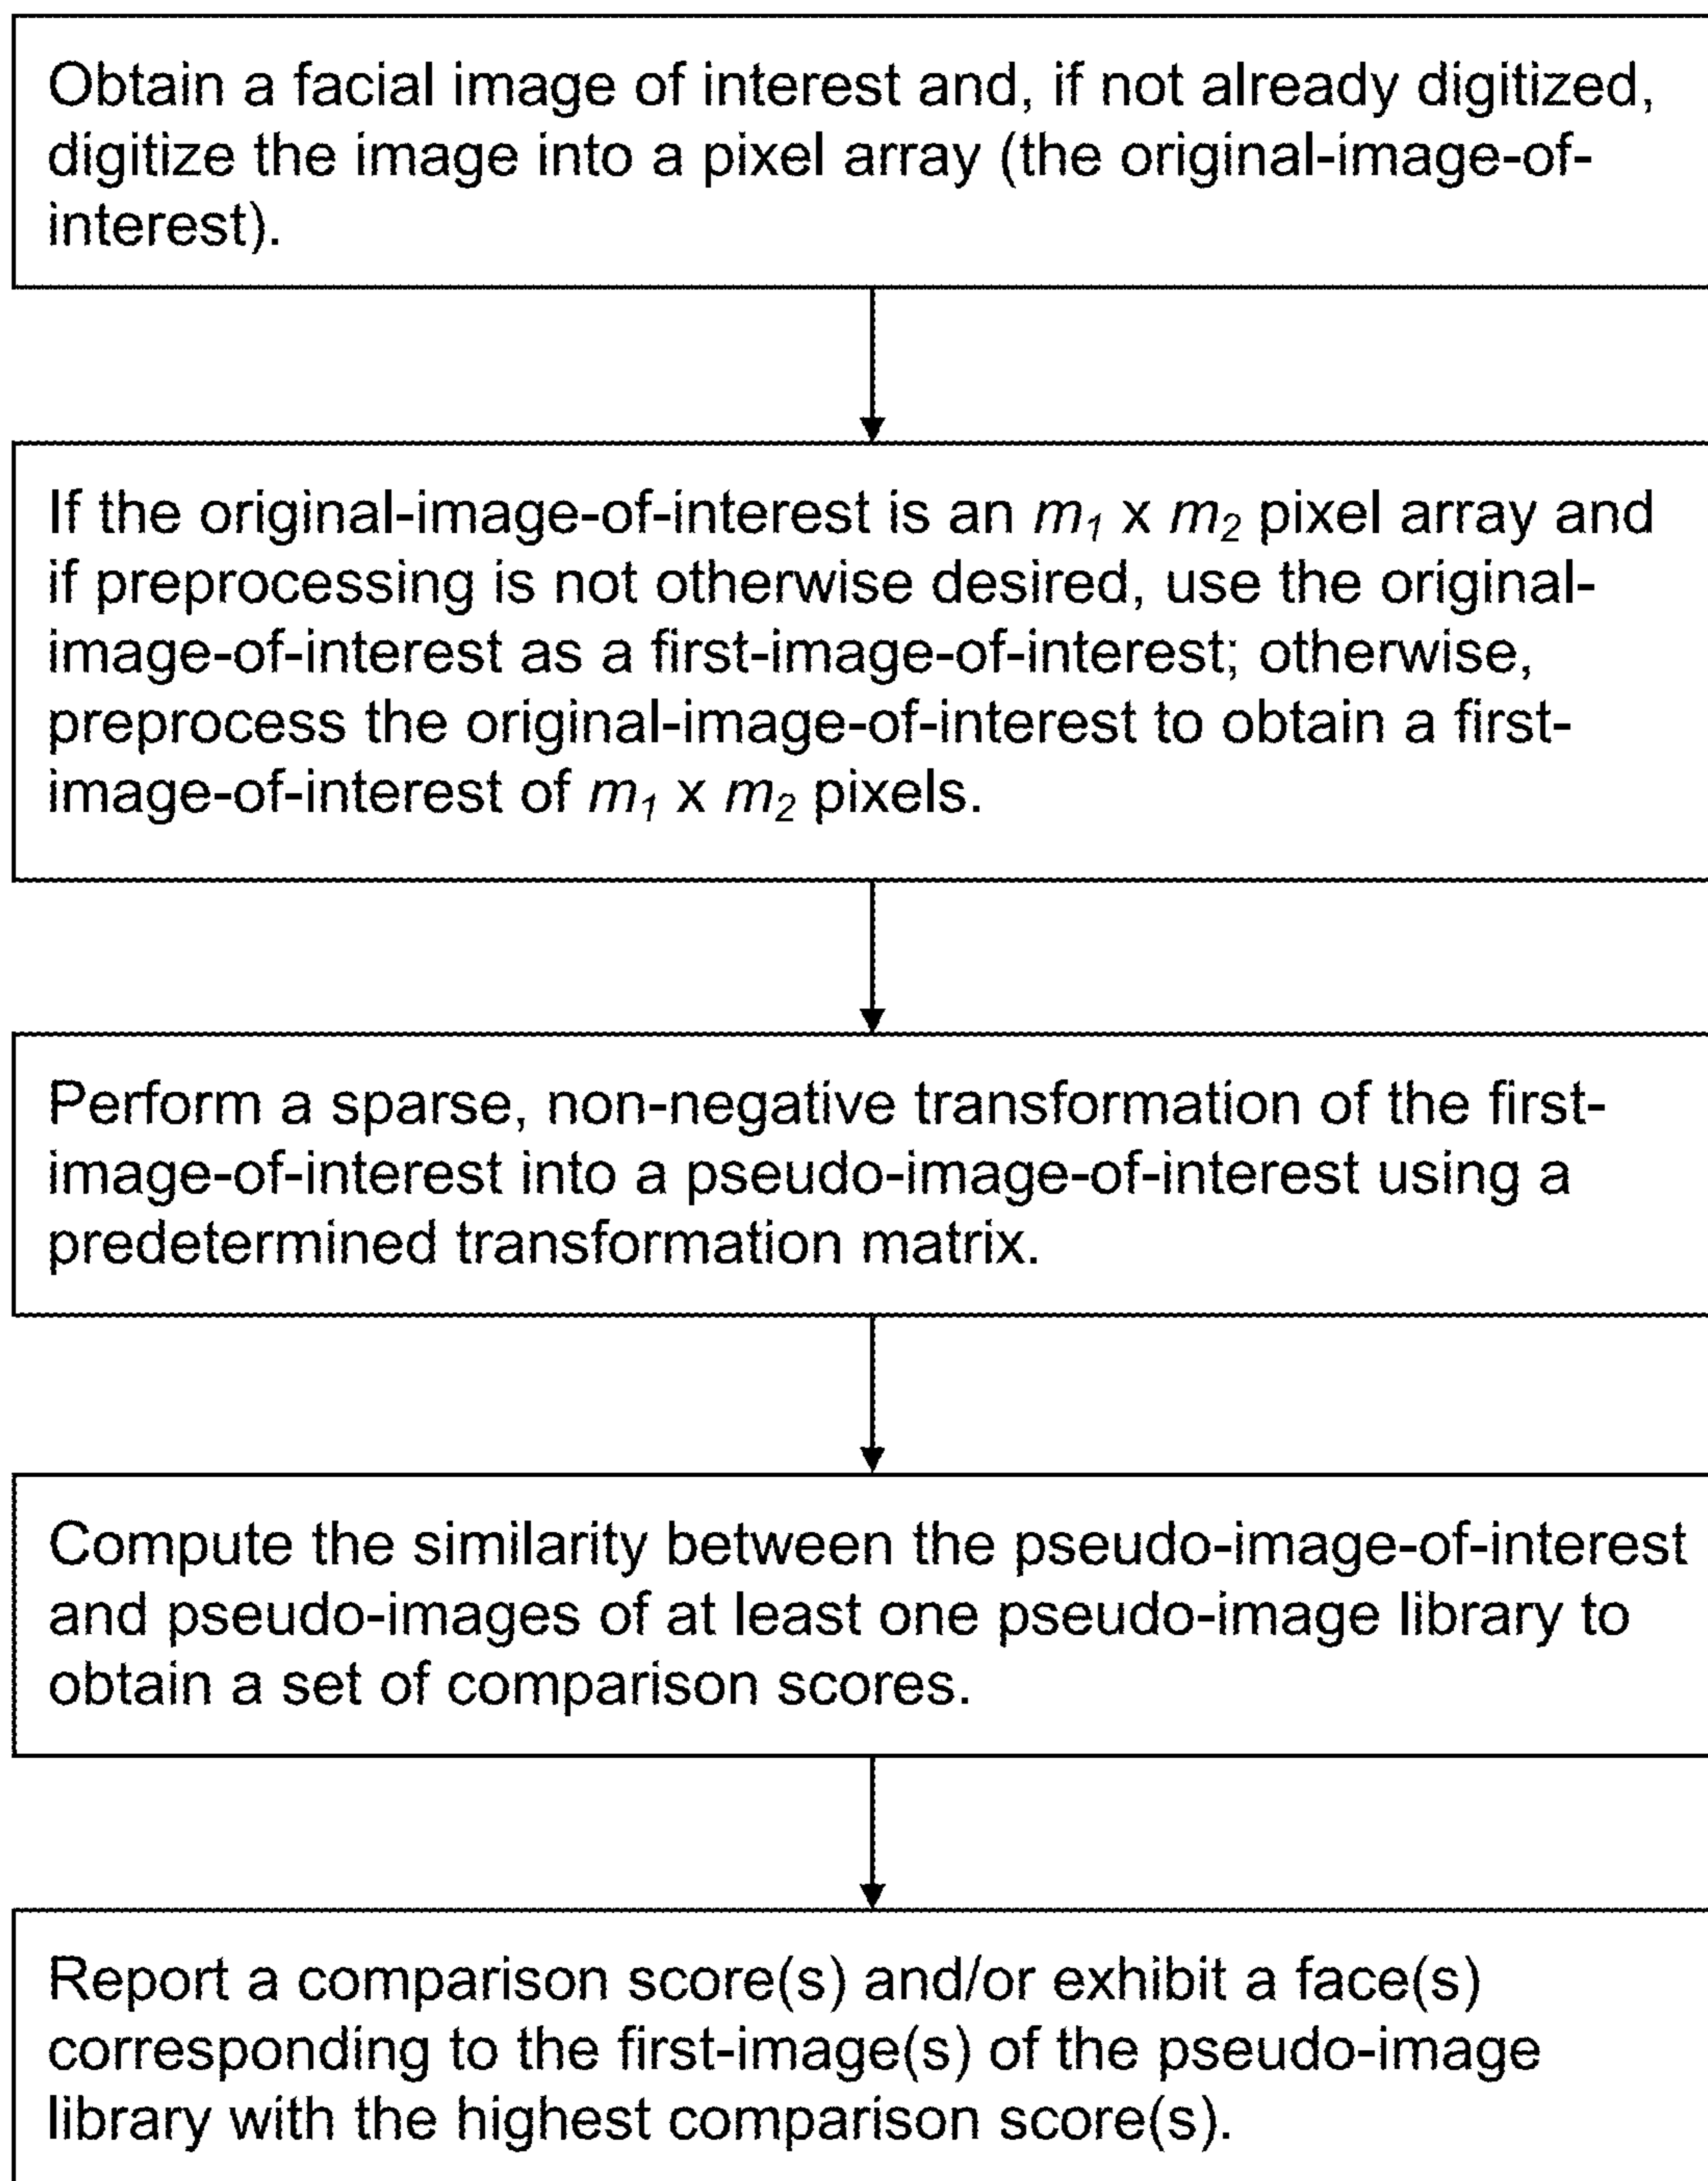 Obtain a facial image of interest and, if not already digitized,
digitize the image into a pixel array (the original-image-of-
interest).
If the original-image-of-interest is an m₁ x m₂ pixel array and
if preprocessing is not otherwise desired, use the original-
image-of-interest as a first-image-of-interest; otherwise,
preprocess the original-image-of-interest to obtain a first-
image-of-interest of m₁ x m₂ pixels.
Perform a sparse, non-negative transformation of the first-
image-of-interest into a pseudo-image-of-interest using a
predetermined transformation matrix.
Compute the similarity between the pseudo-image-of-interest
and pseudo-images of at least one pseudo-image library to
obtain a set of comparison scores.
Report a comparison score(s) and/or exhibit a face(s)
corresponding to the first-image(s) of the pseudo-image
library with the highest comparison score(s).